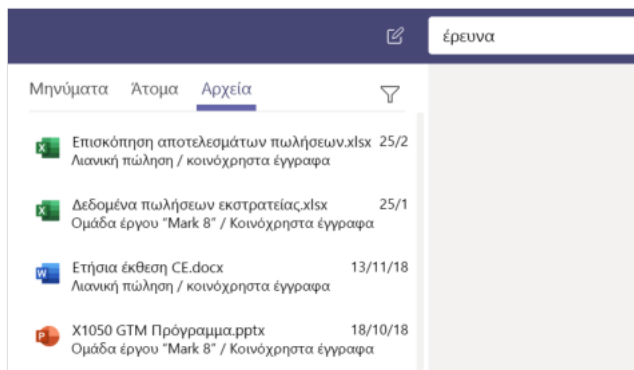 έρευνα
Μηνύματα Άτομα Αρχεία
Επισκόπηση αποτελεσμάτων πωλήσεων.xlsx 25/2
Λιανική πώληση / κοινόχρηστα έγγραφα
Δεδομένα πωλήσεων εκστρατείας.xlsx 25/1
Ομάδα έργου "Mark 8" / Κοινόχρηστα έγγραφα
Ετήσια έκθεση CE.docx 13/11/18
Λιανική πώληση / κοινόχρηστα έγγραφα
X1050 GTM Πρόγραμμα.pptx 18/10/18
Ομάδα έργου "Mark 8" / Κοινόχρηστα έγγραφα